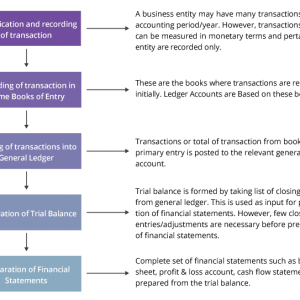 ication and recording
of transaction
A business entity may have many transactions
accounting period/year. However, transactions
can be measured in monetary terms and perta
entity are recorded only.
ding of transaction in
me Books of Entry
These are the books where transactions are re
initially. Ledger Accounts are Based on these b
g of transactions into
General Ledger
Transactions or total of transaction from book
primary entry is posted to the relevant genera
account.
ration of Trial Balance
Trial balance is formed by taking list of closing
from general ledger. This is used as input for p
tion of financial statements. However, few clos
entries/adjustments are necessary before pre
of financial statements.
aration of Financial
Statements
Complete set of financial statements such as b
sheet, profit & loss account, cash flow stateme
prepared from the trial balance.